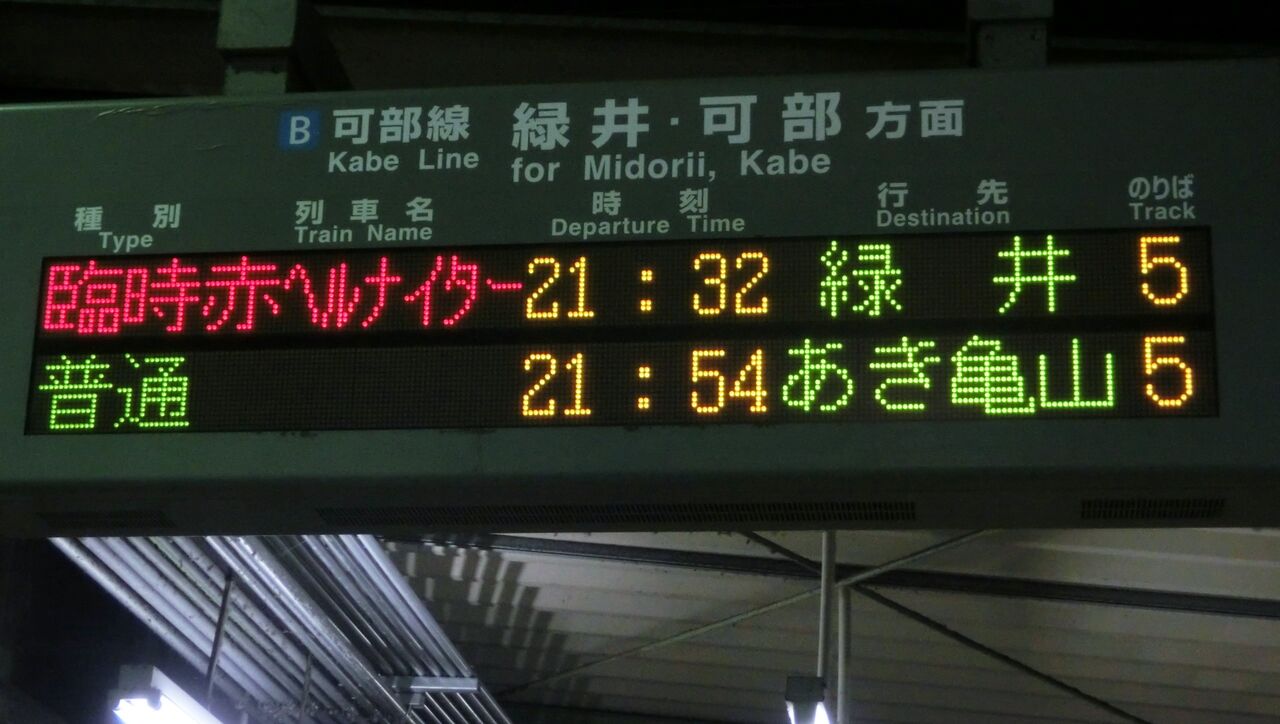 B 可部線 緑井・可部 方面
Kabe Line for Midorii, Kabe
種別 列車名 時刻 行先 のりば
Type Train Name Departure Time Destination Track
臨時 赤ヘルナイター 21:32 緑井 5
普通 21:54 あき亀山 5